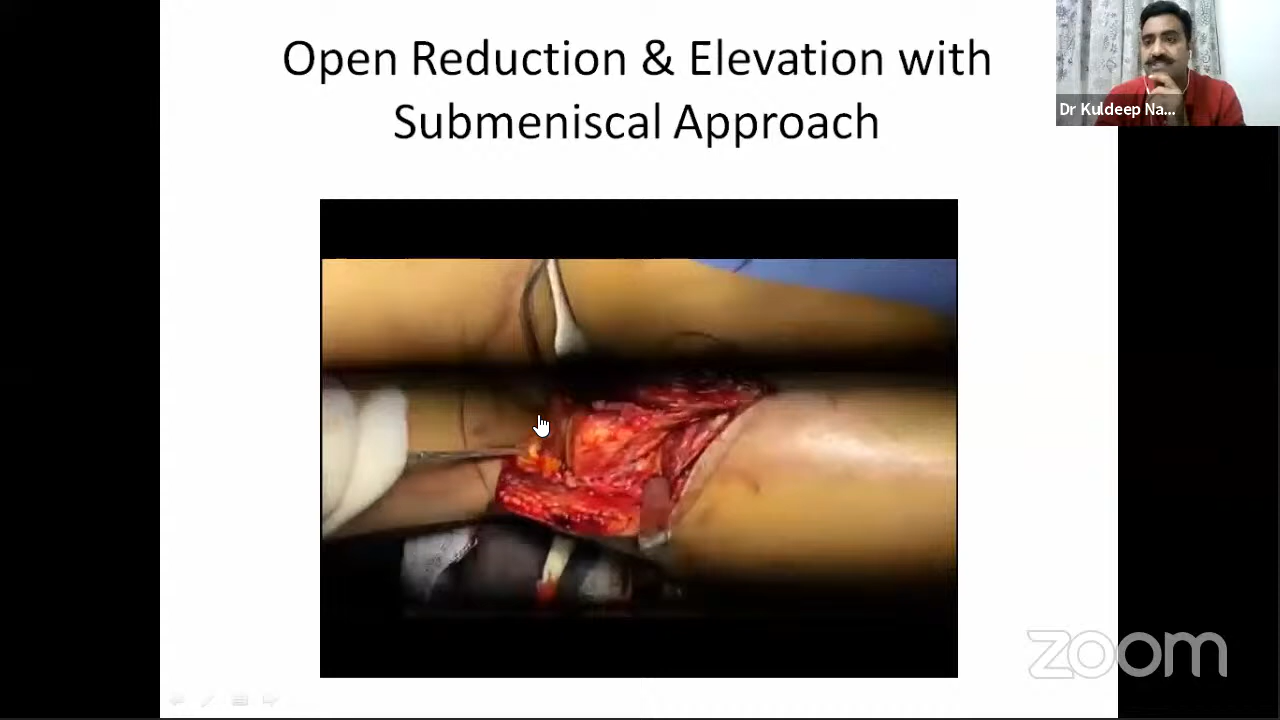 Open Reduction & Elevation with
Submeniscal Approach
Dr Kuldeep Na...
zoom